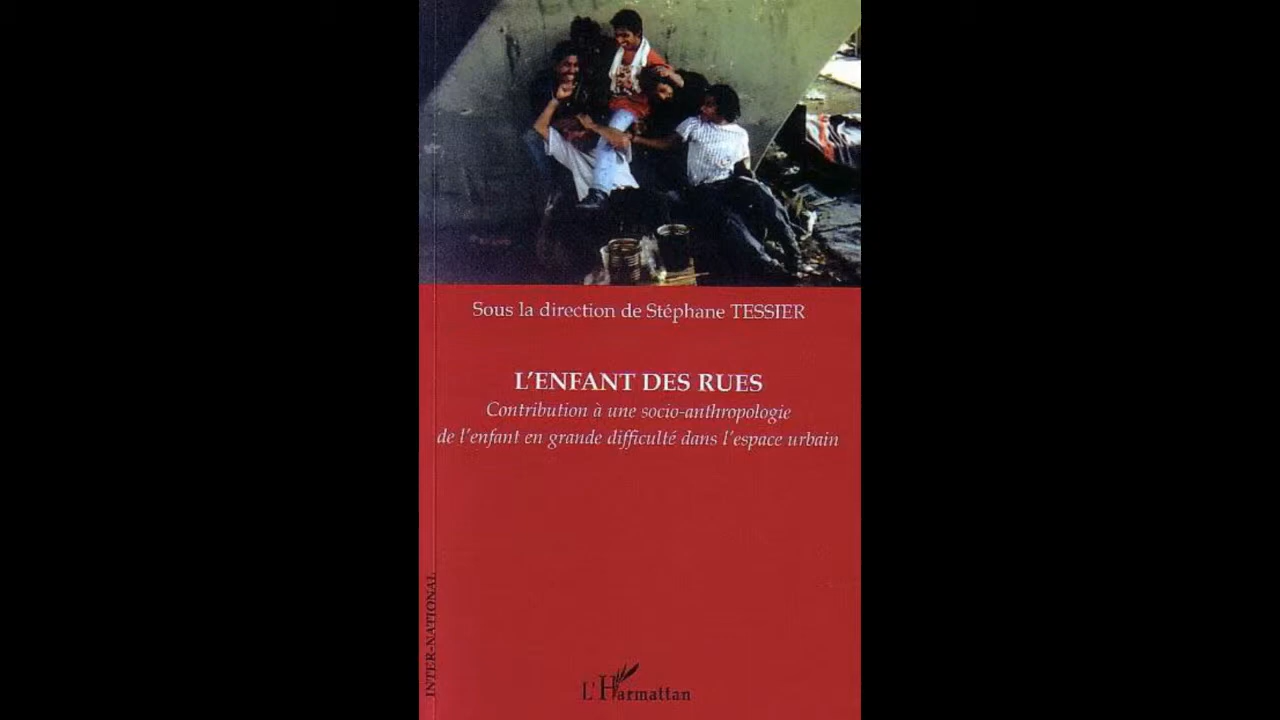 Sous la direction de Stéphane TESSIER
L'ENFANT DES RUES
Contribution à une socio-anthropologie
de l'enfant en grande difficulté dans l'espace urbain
INTER-NATIONAL
L'Harmattan